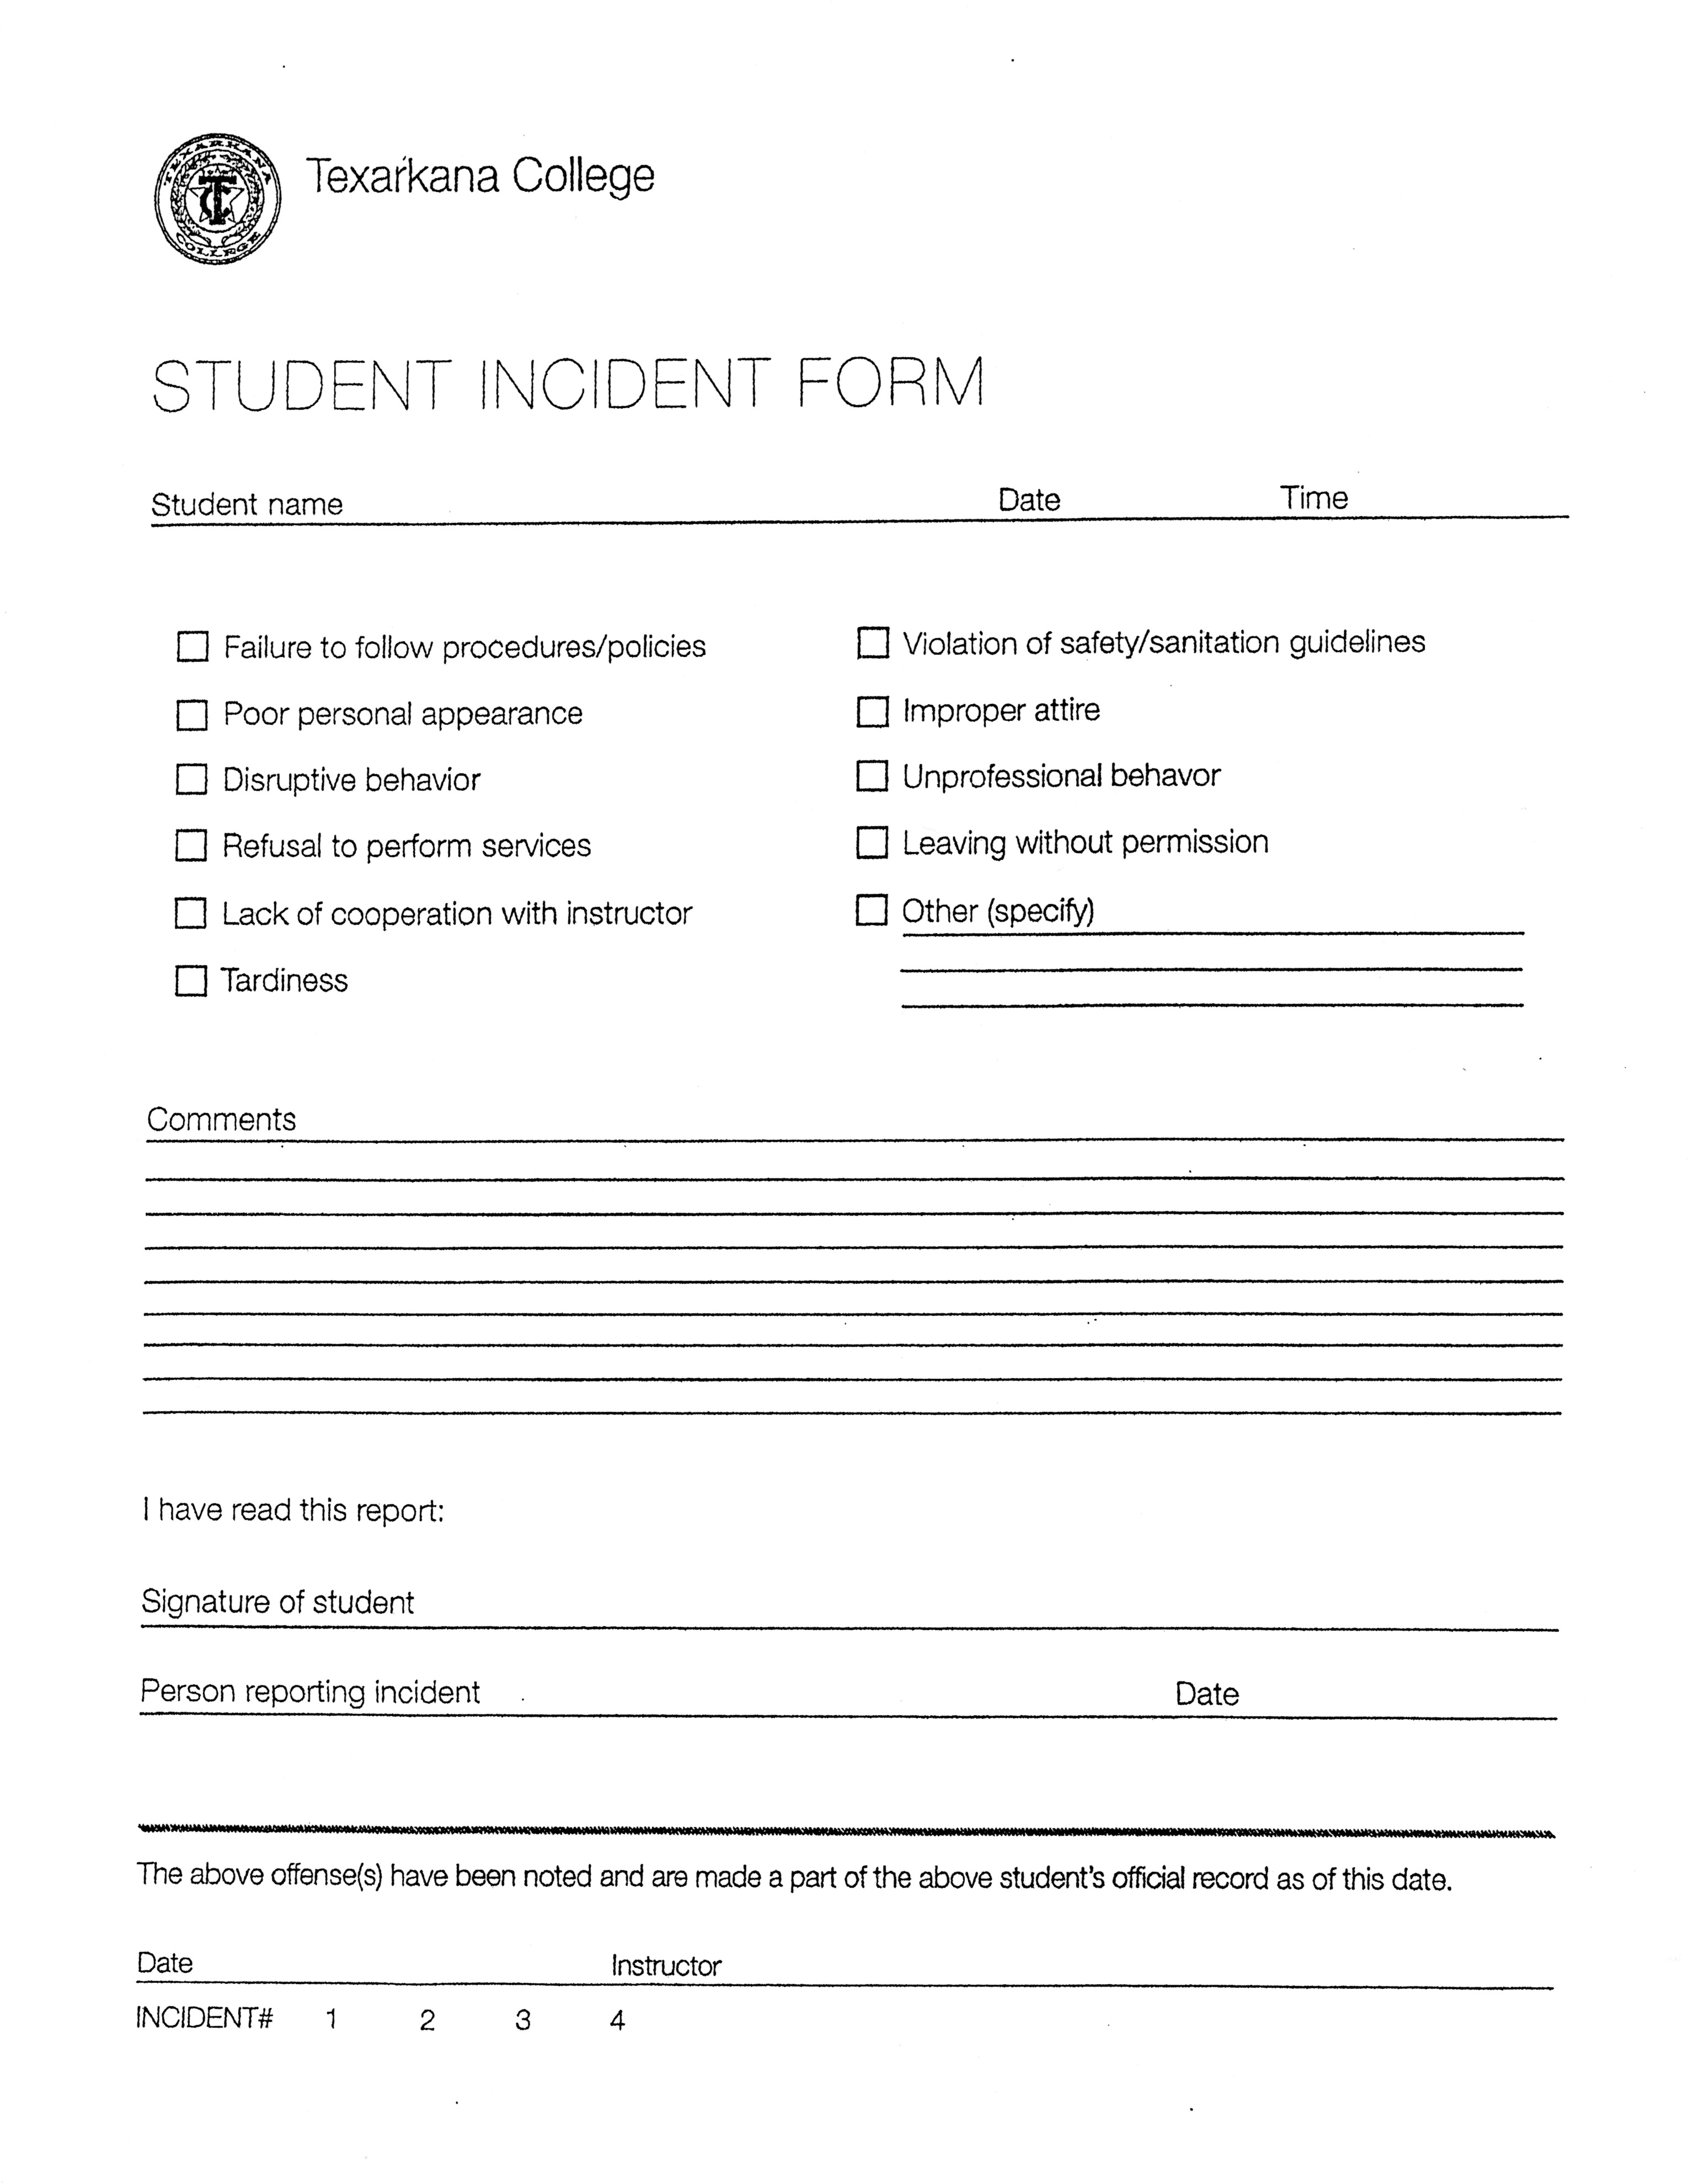 TEXARKANA
TC
COLLEGE
Texarkana College
STUDENT INCIDENT FORM
Student name Date Time
Failure to follow procedures/policies
Poor personal appearance
Disruptive behavior
Refusal to perform services
Lack of cooperation with instructor
Tardiness
Violation of safety/sanitation guidelines
Improper attire
Unprofessional behavor
Leaving without permission
Other (specify)
Comments
I have read this report:
Signature of student
Person reporting incident Date
The above offense(s) have been noted and are made a part of the above student's official record as of this date.
Date Instructor
INCIDENT# 1 2 3 4